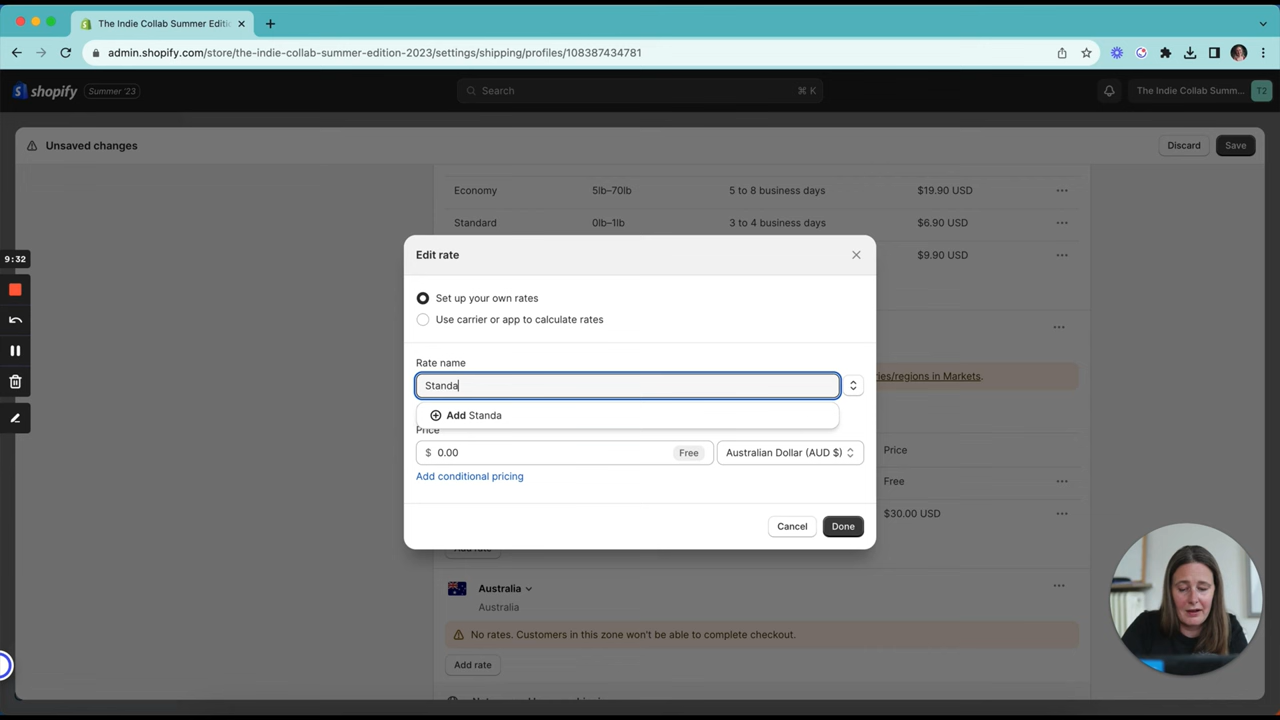 The Indie Collab Summer Editi
admin.shopify.com/store/the-indie-collab-summer-edition-2023/settings/shipping/profiles/108387434781
shopify
Summer '23
Search
⌘ K
The Indie Collab Summ...
T2
Unsaved changes
Discard
Save
Economy 5lb–70lb 5 to 8 business days $19.90 USD ...
Standard 0lb–1lb 3 to 4 business days $6.90 USD ...
$9.90 USD ...
9:32
Edit rate
Set up your own rates
Use carrier or app to calculate rates
Rate name
Standa
ies/regions in Markets.
Add Standa
Price
$ 0.00 Free Australian Dollar (AUD $)
Add conditional pricing
Price
Free
$30.00 USD
Cancel Done
Add rate
Australia
Australia
No rates. Customers in this zone won't be able to complete checkout.
Add rate